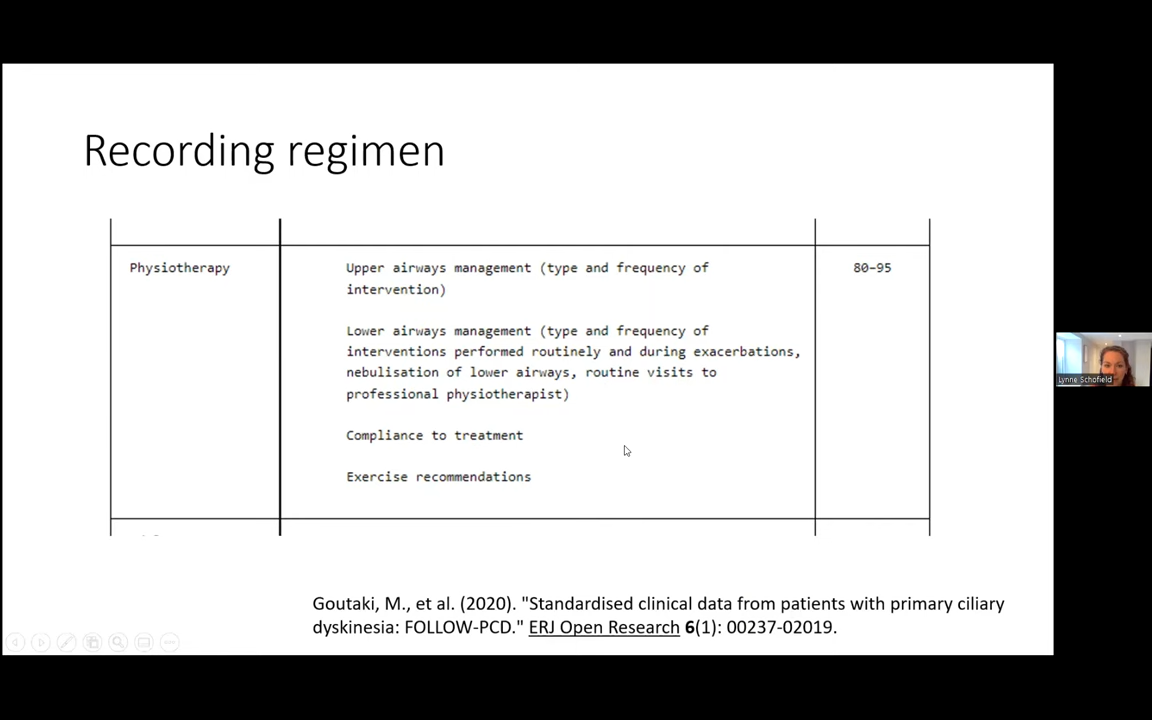 Recording regimen
Physiotherapy
Upper airways management (type and frequency of
intervention)
80–95
Lower airways management (type and frequency of
interventions performed routinely and during exacerbations,
nebulisation of lower airways, routine visits to
professional physiotherapist)
Compliance to treatment
Exercise recommendations
Goutaki, M., et al. (2020). "Standardised clinical data from patients with primary ciliary
dyskinesia: FOLLOW-PCD." ERJ Open Research 6(1): 00237-02019.
Lynne Schofield